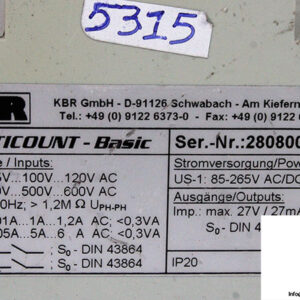 5315
R KBR GmbH - D-91126 Schwabach - Am Kiefern
Tel.: +49 (0) 9122 6373-0 - Fax: +49 (0) 9122
TICOUNT - Basic Ser.-Nr.:280800
e / Inputs: Stromversorgung/Pow
5V...100V...120V AC US-1: 85-265V AC/DC
0V...500V...600V AC Ausgänge/Outputs:
0Hz; > 1,2M Ω UPH-PH Imp.: max. 27V / 27mA
01A...1A...1,2A AC: <0,3VA S₀ - DIN 4
05A...5A...6 A AC: <0,3VA
S₀ - DIN 43864 IP20
S₀ - DIN 43864